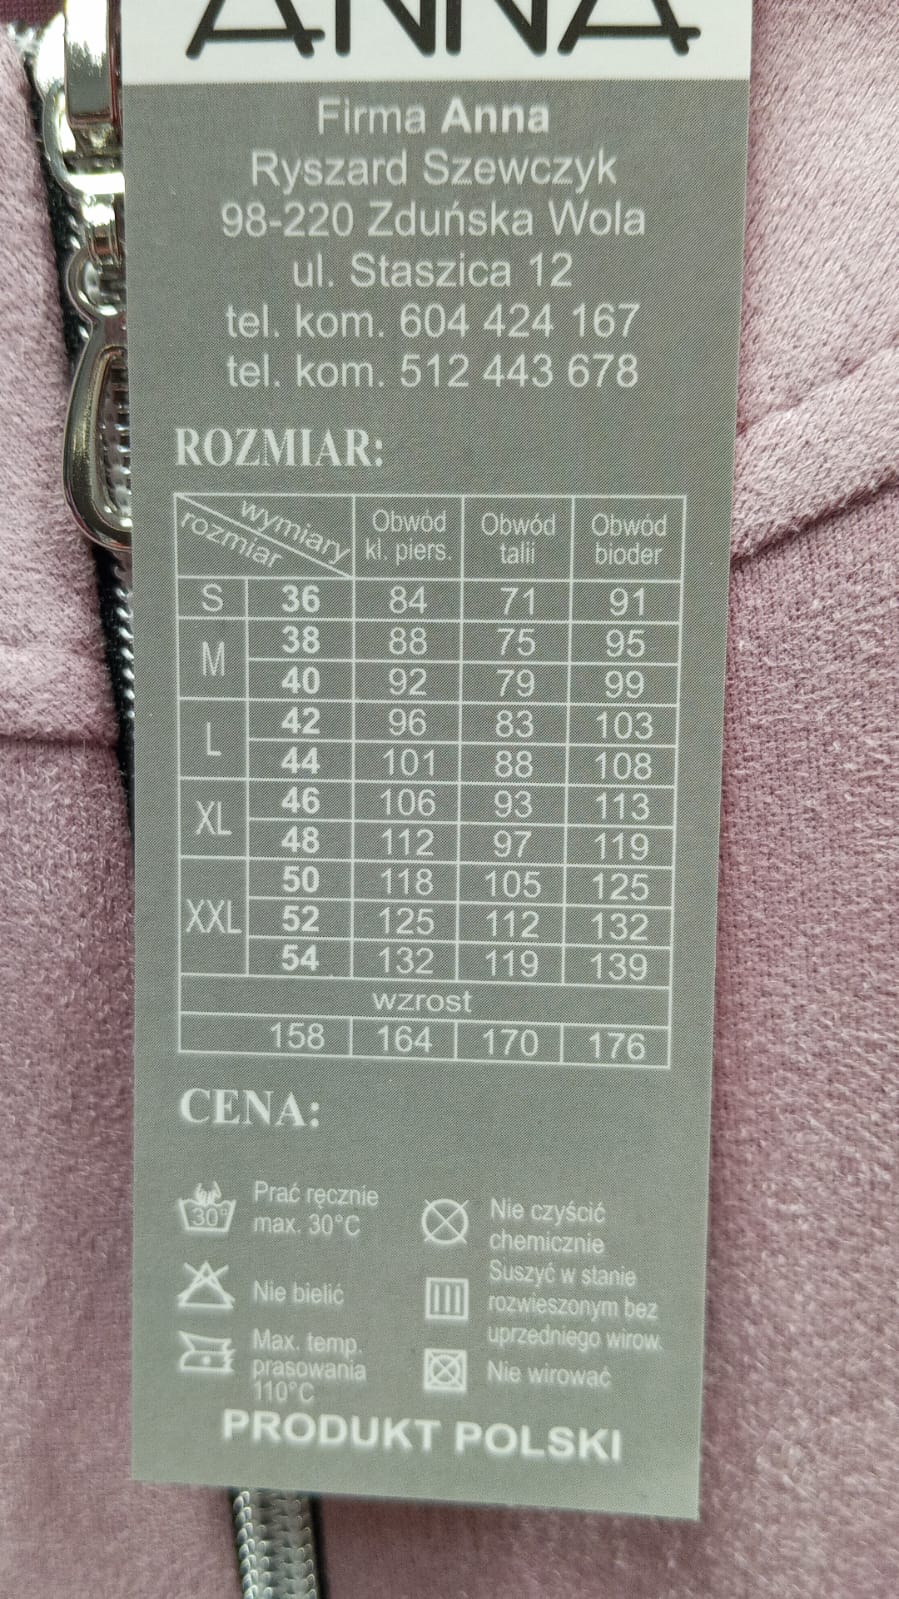 ANNA
Firma Anna
Ryszard Szewczyk
98-220 Zduńska Wola
ul. Staszica 12
tel. kom. 604 424 167
tel. kom. 512 443 678
ROZMIAR:
wymiary
rozmiar
Obwód kl. piers.
Obwód talii
Obwód bioder
S 36 84 71 91
M 38 88 75 95
40 92 79 99
L 42 96 83 103
44 101 88 108
XL 46 106 93 113
48 112 97 119
XXL 50 118 105 125
52 125 112 132
54 132 119 139
wzrost
158 164 170 176
CENA:
30°
Prać ręcznie
max. 30°C
Nie bielić
Max. temp.
prasowania
110°C
Nie czyścić
chemicznie
Suszyć w stanie
rozwieszonym bez
uprzedniego wirow.
Nie wirować
PRODUKT POLSKI